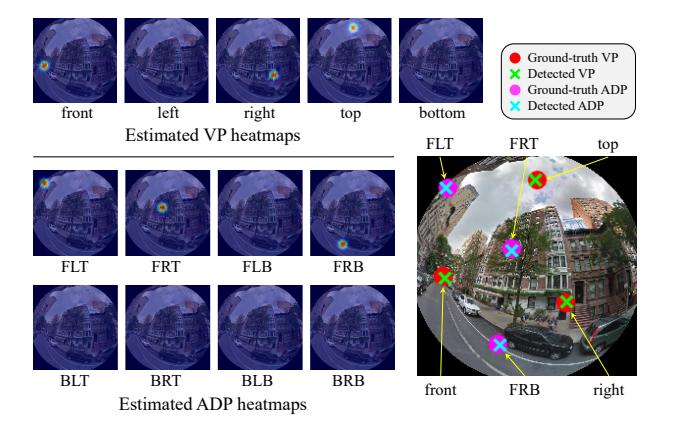 front left right top bottom
Estimated VP heatmaps
FLT FRT FLB FRB
BLT BRT BLB BRB
Estimated ADP heatmaps
Ground-truth VP
Detected VP
Ground-truth ADP
Detected ADP
FLT FRT top
front FRB right